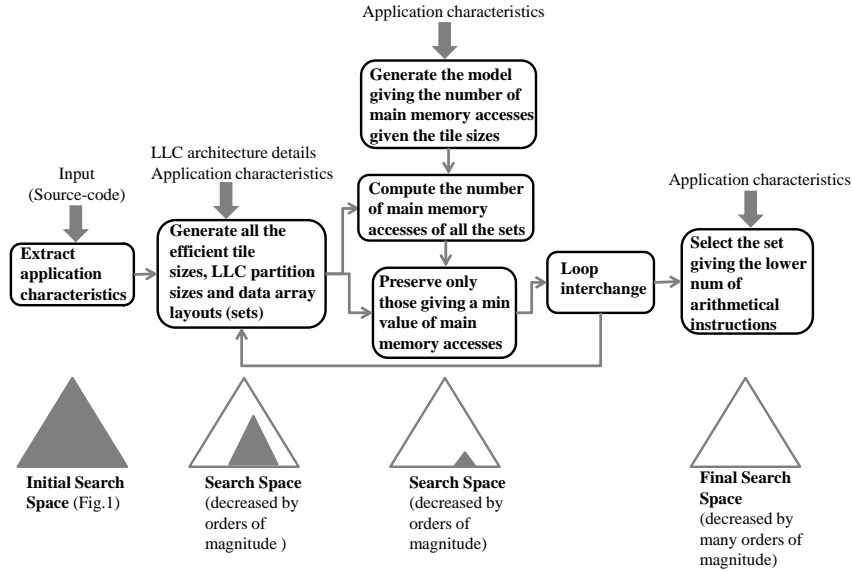 Application characteristics
Generate the model
giving the number of
main memory accesses
given the tile sizes
Input
(Source-code)
LLC architecture details
Application characteristics
Application characteristics
Extract
application
characteristics
Generate all the
efficient tile
sizes, LLC partition
sizes and data array
layouts (sets)
Compute the number
of main memory
accesses of all the sets
Preserve only
those giving a min
value of main
memory accesses
Loop
interchange
Select the set
giving the lower
num of
arithmetical
instructions
Initial Search
Space (Fig.1)
Search Space
(decreased by
orders of
magnitude )
Search Space
(decreased by
orders of
magnitude)
Final Search
Space
(decreased by
many orders of
magnitude)